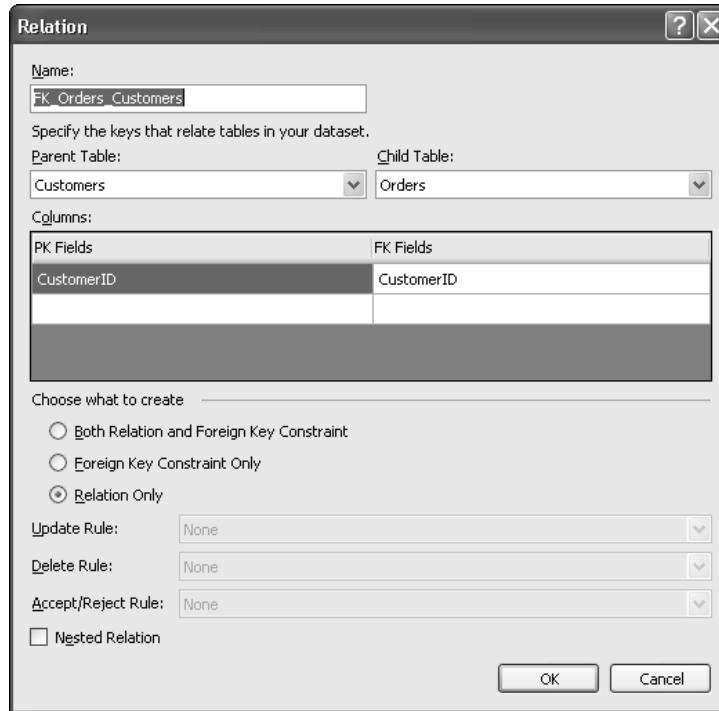 Relation
Name:
FK_Orders_Customers
Specify the keys that relate tables in your dataset.
Parent Table: Child Table:
Customers Orders
Columns:
PK Fields FK Fields
CustomerID CustomerID
Choose what to create
Both Relation and Foreign Key Constraint
Foreign Key Constraint Only
Relation Only
Update Rule: None
Delete Rule: None
Accept/Reject Rule: None
Nested Relation
OK Cancel